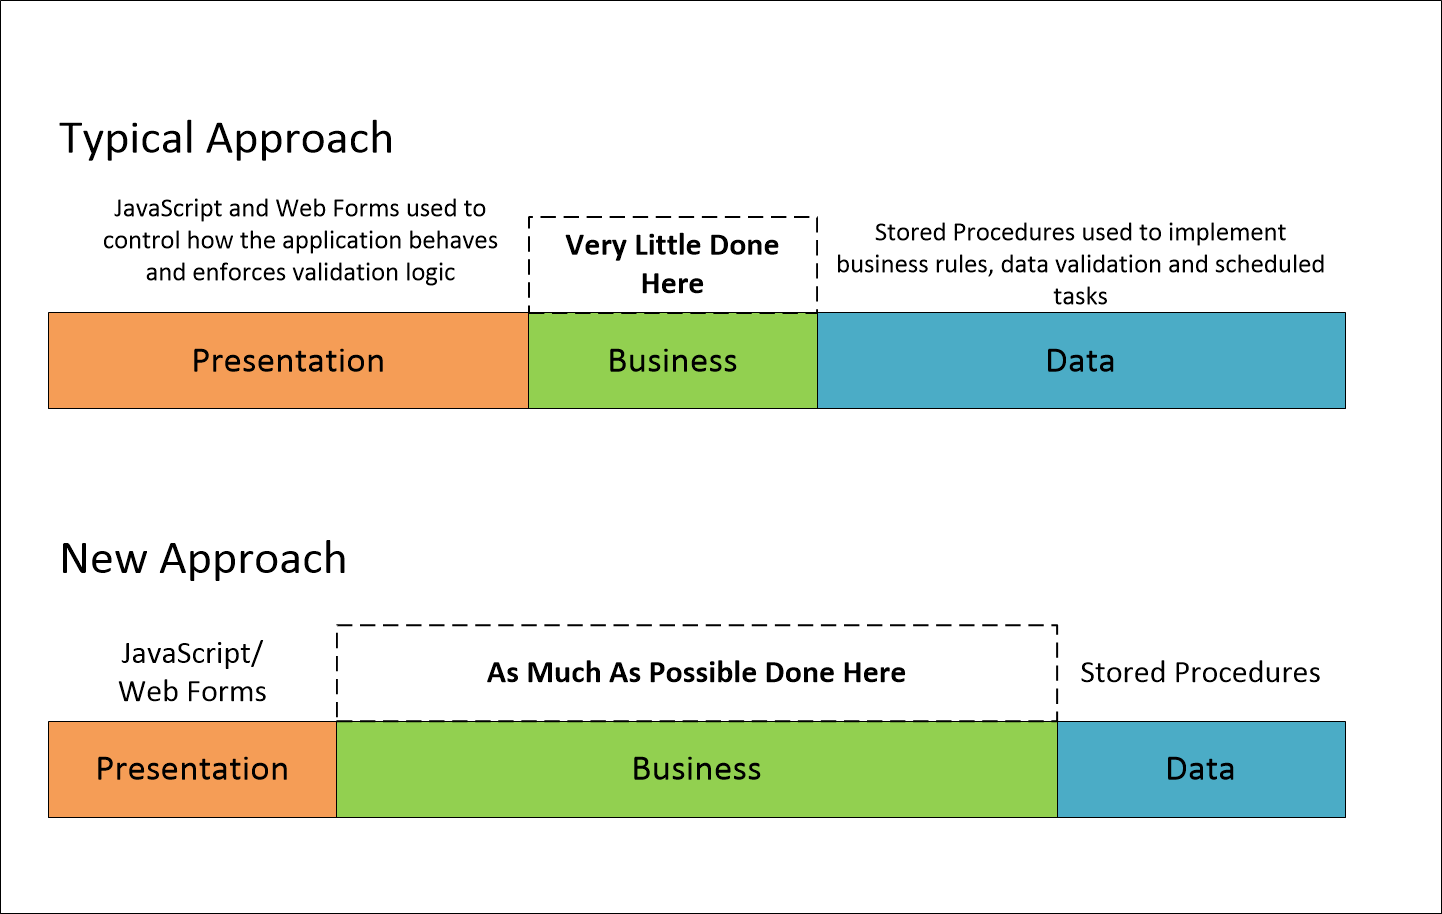 Typical Approach
JavaScript and Web Forms used to
control how the application behaves
and enforces validation logic
Very Little Done
Here
Stored Procedures used to implement
business rules, data validation and scheduled
tasks
Presentation
Business
Data
New Approach
JavaScript/
Web Forms
As Much As Possible Done Here
Stored Procedures
Presentation
Business
Data